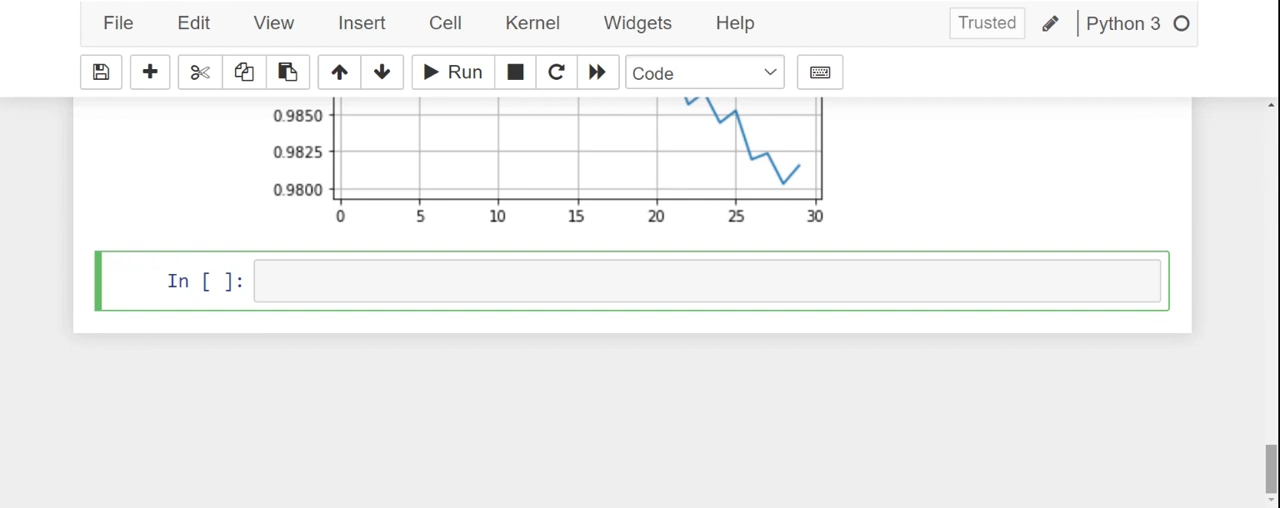 File Edit View Insert Cell Kernel Widgets Help Trusted Python 3
Run Code
0.9850
0.9825
0.9800
0 5 10 15 20 25 30
In [ ]: